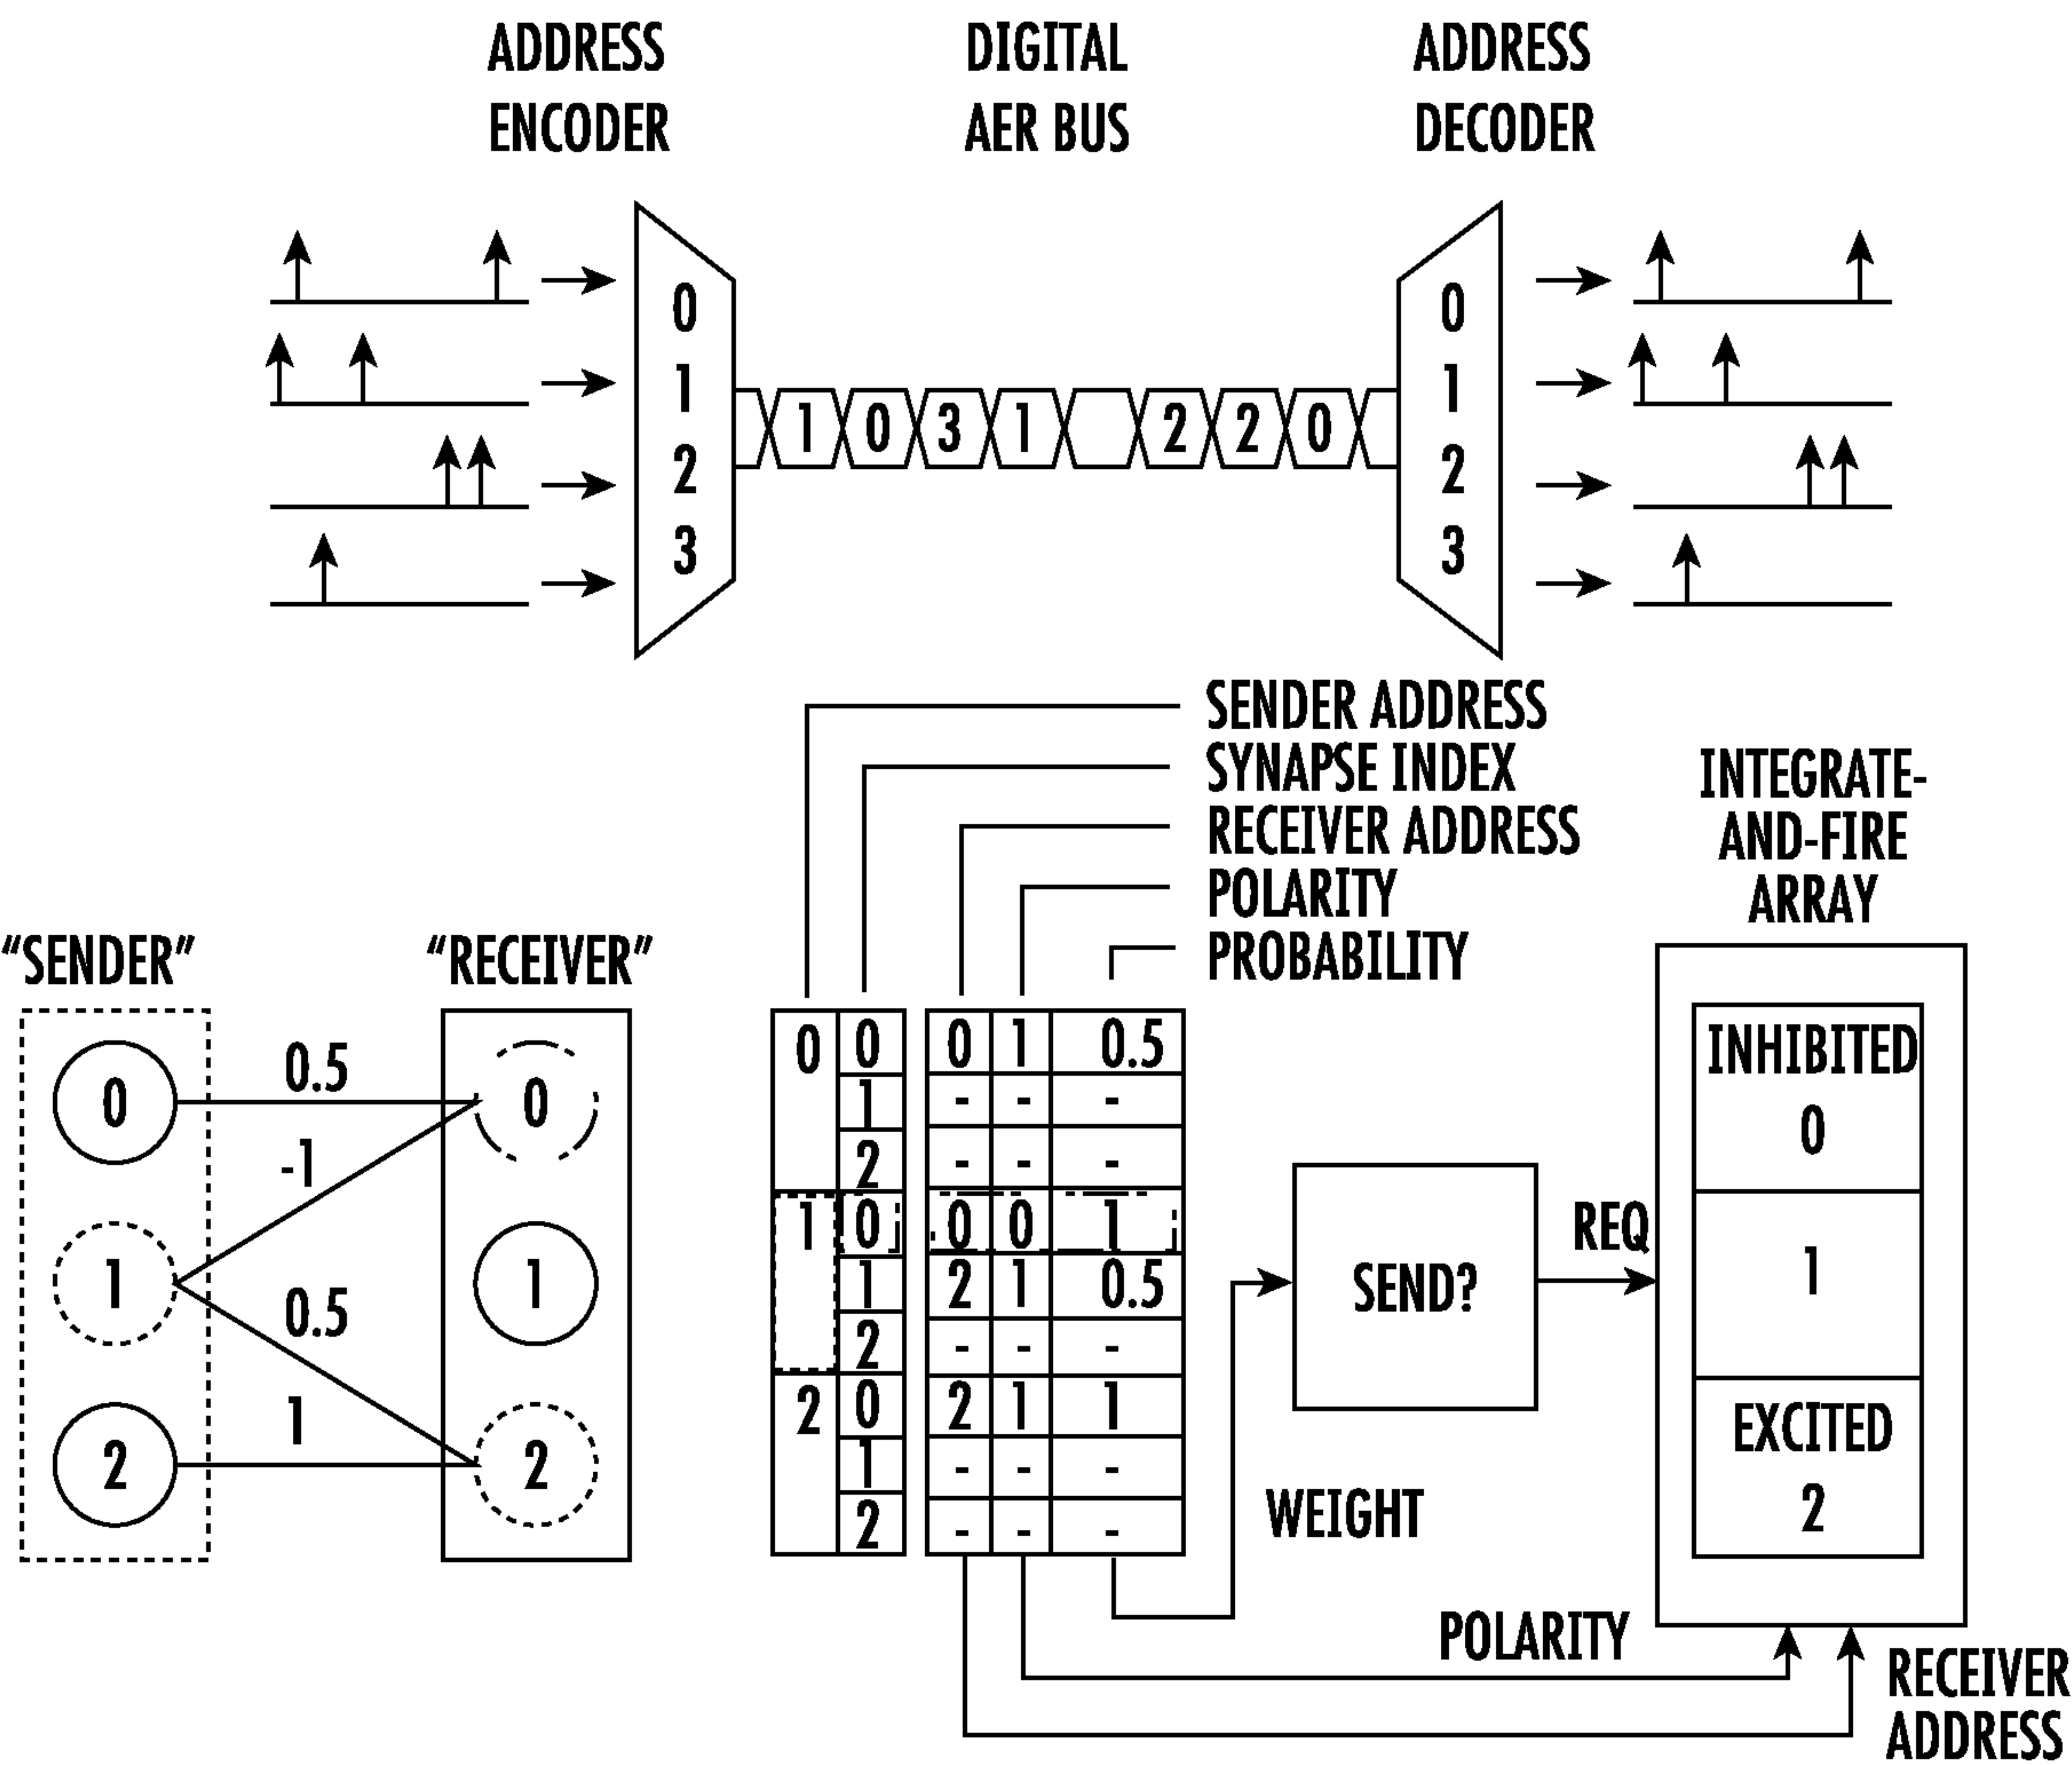 ADDRESS
ENCODER
DIGITAL
AER BUS
ADDRESS
DECODER
0
1
2
3
1 0 3 1 2 2 0
0
1
2
3
SENDER ADDRESS
SYNAPSE INDEX
RECEIVER ADDRESS
POLARITY
PROBABILITY
INTEGRATE-
AND-FIRE
ARRAY
“SENDER” “RECEIVER”
0 0.5 0
-1
1 0.5 1
1
2 2
0 0 0 1 0.5
1 - - -
2 - - -
1 0 0 0 1
1 2 1 0.5
2 - - -
2 0 2 1 1
1 - - -
2 - - -
WEIGHT
SEND?
REQ
INHIBITED
0
1
EXCITED
2
POLARITY
RECEIVER
ADDRESS